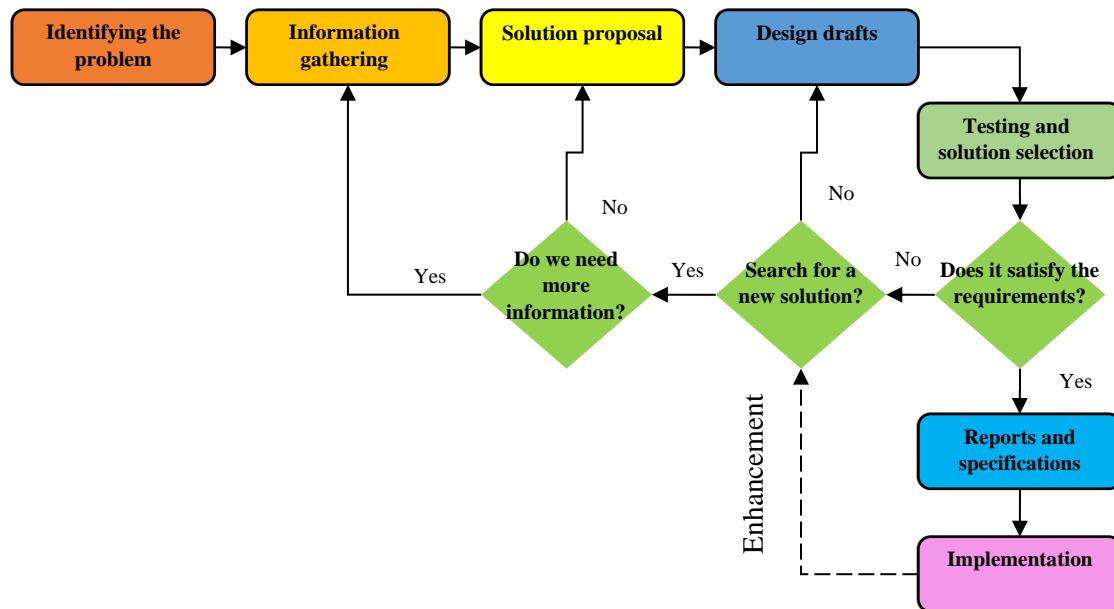 Identifying the
problem
Information
gathering
Solution proposal
Design drafts
Testing and
solution selection
No
No
Do we need
more
information?
Yes
Yes
Search for a
new solution?
No
Does it satisfy the
requirements?
Yes
Enhancement
Reports and
specifications
Implementation